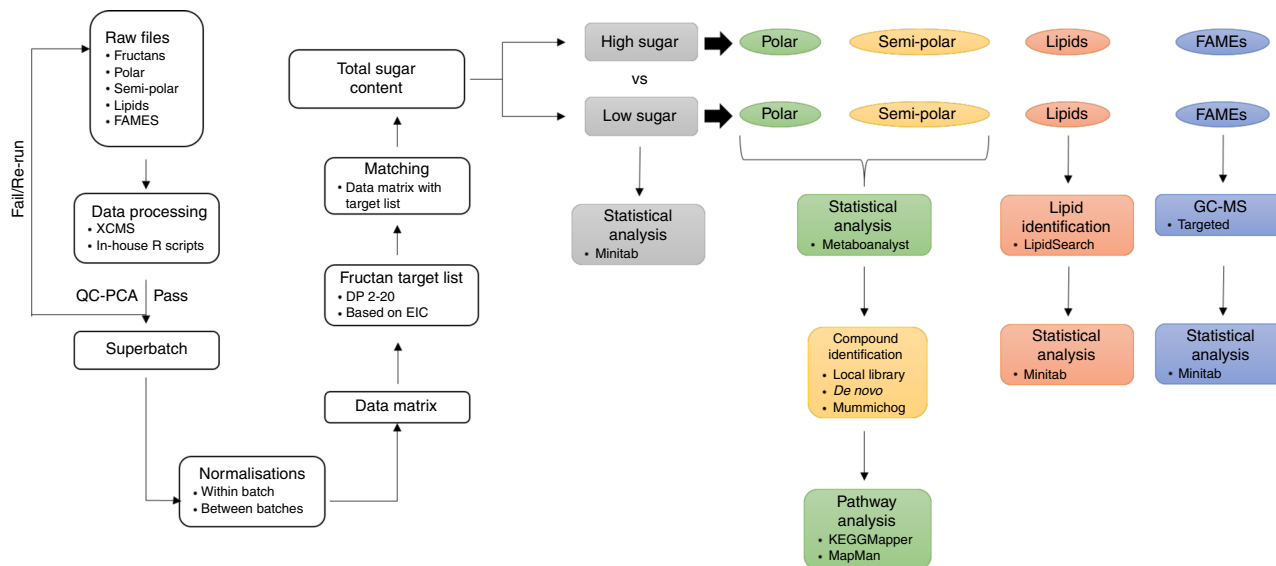 Raw files
• Fructans
• Polar
• Semi-polar
• Lipids
• FAMES
Fail/Re-run
Data processing
• XCMS
• In-house R scripts
QC-PCA
Pass
Superbatch
Normalisations
• Within batch
• Between batches
Data matrix
Fructan target list
• DP 2-20
• Based on EIC
Matching
• Data matrix with
target list
Total sugar
content
High sugar
vs
Low sugar
Statistical
analysis
• Minitab
Polar
Semi-polar
Lipids
FAMEs
Polar
Semi-polar
Lipids
FAMEs
Statistical
analysis
• Metaboanalyst
Compound
identification
• Local library
• De novo
• Mummichog
Pathway
analysis
• KEGGMapper
• MapMan
Lipid
identification
• LipidSearch
Statistical
analysis
• Minitab
GC-MS
• Targeted
Statistical
analysis
• Minitab